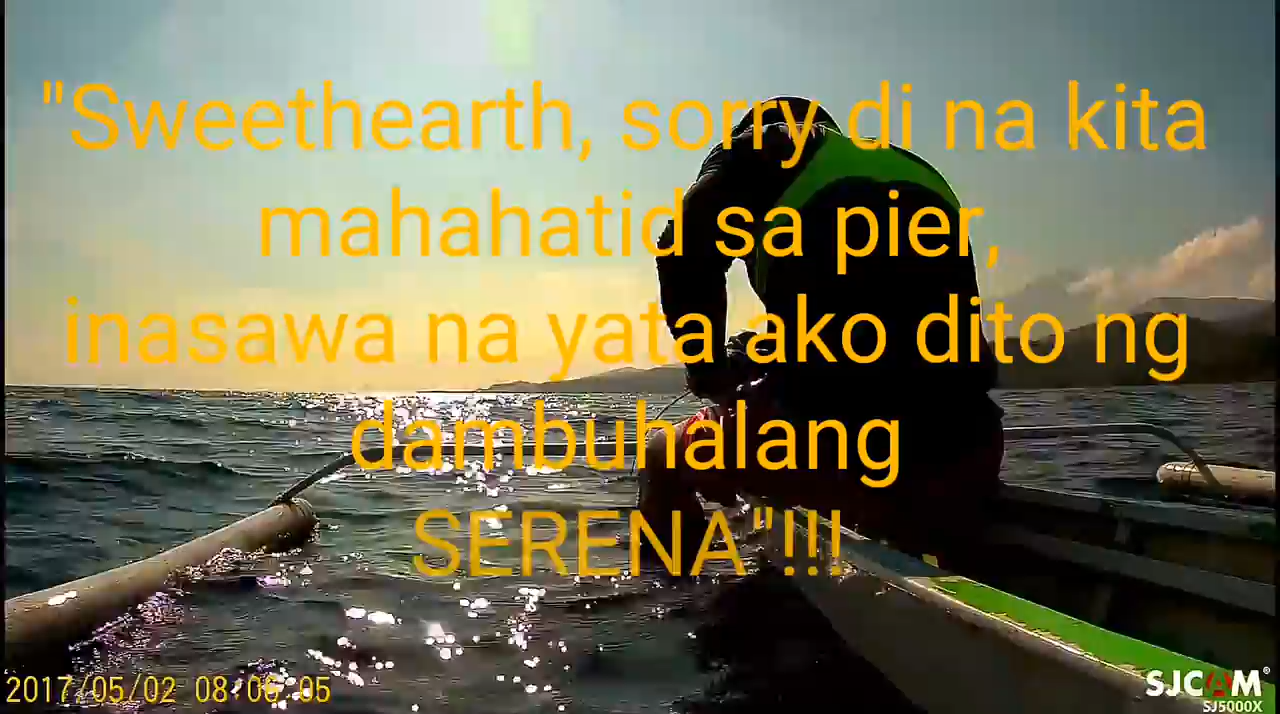 "Sweethearth, sorry di na kita
mahahatid sa pier,
inasawa na yata ako dito ng
dambuhalang
SERENA"!!!
2017/05/02 08:06:05
SJCAM®
SJ5000X